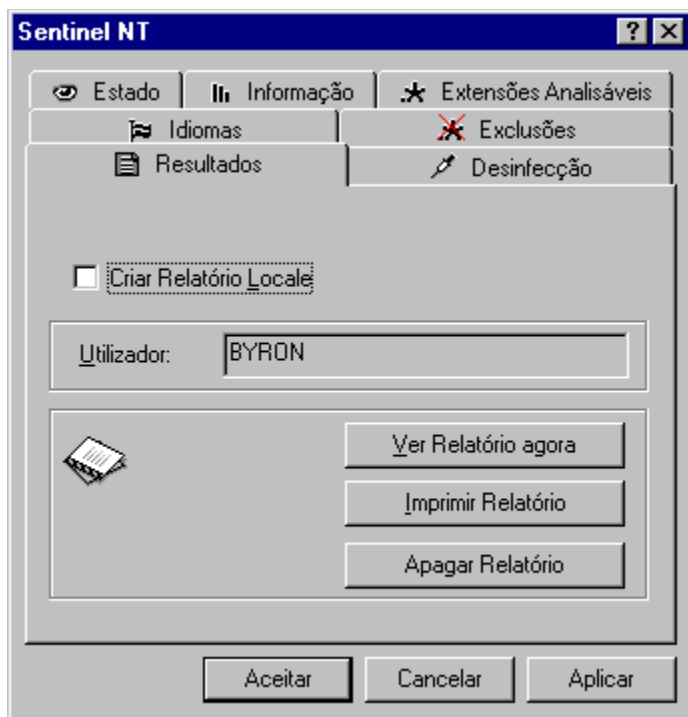 Sentinel NT
Estado Informação Extensões Analisáveis
Idiomas Exclusões
Resultados Desinfecção
Criar Relatório Locale
Utilizador: BYRON
Ver Relatório agora
Imprimir Relatório
Apagar Relatório
Aceitar Cancelar Aplicar